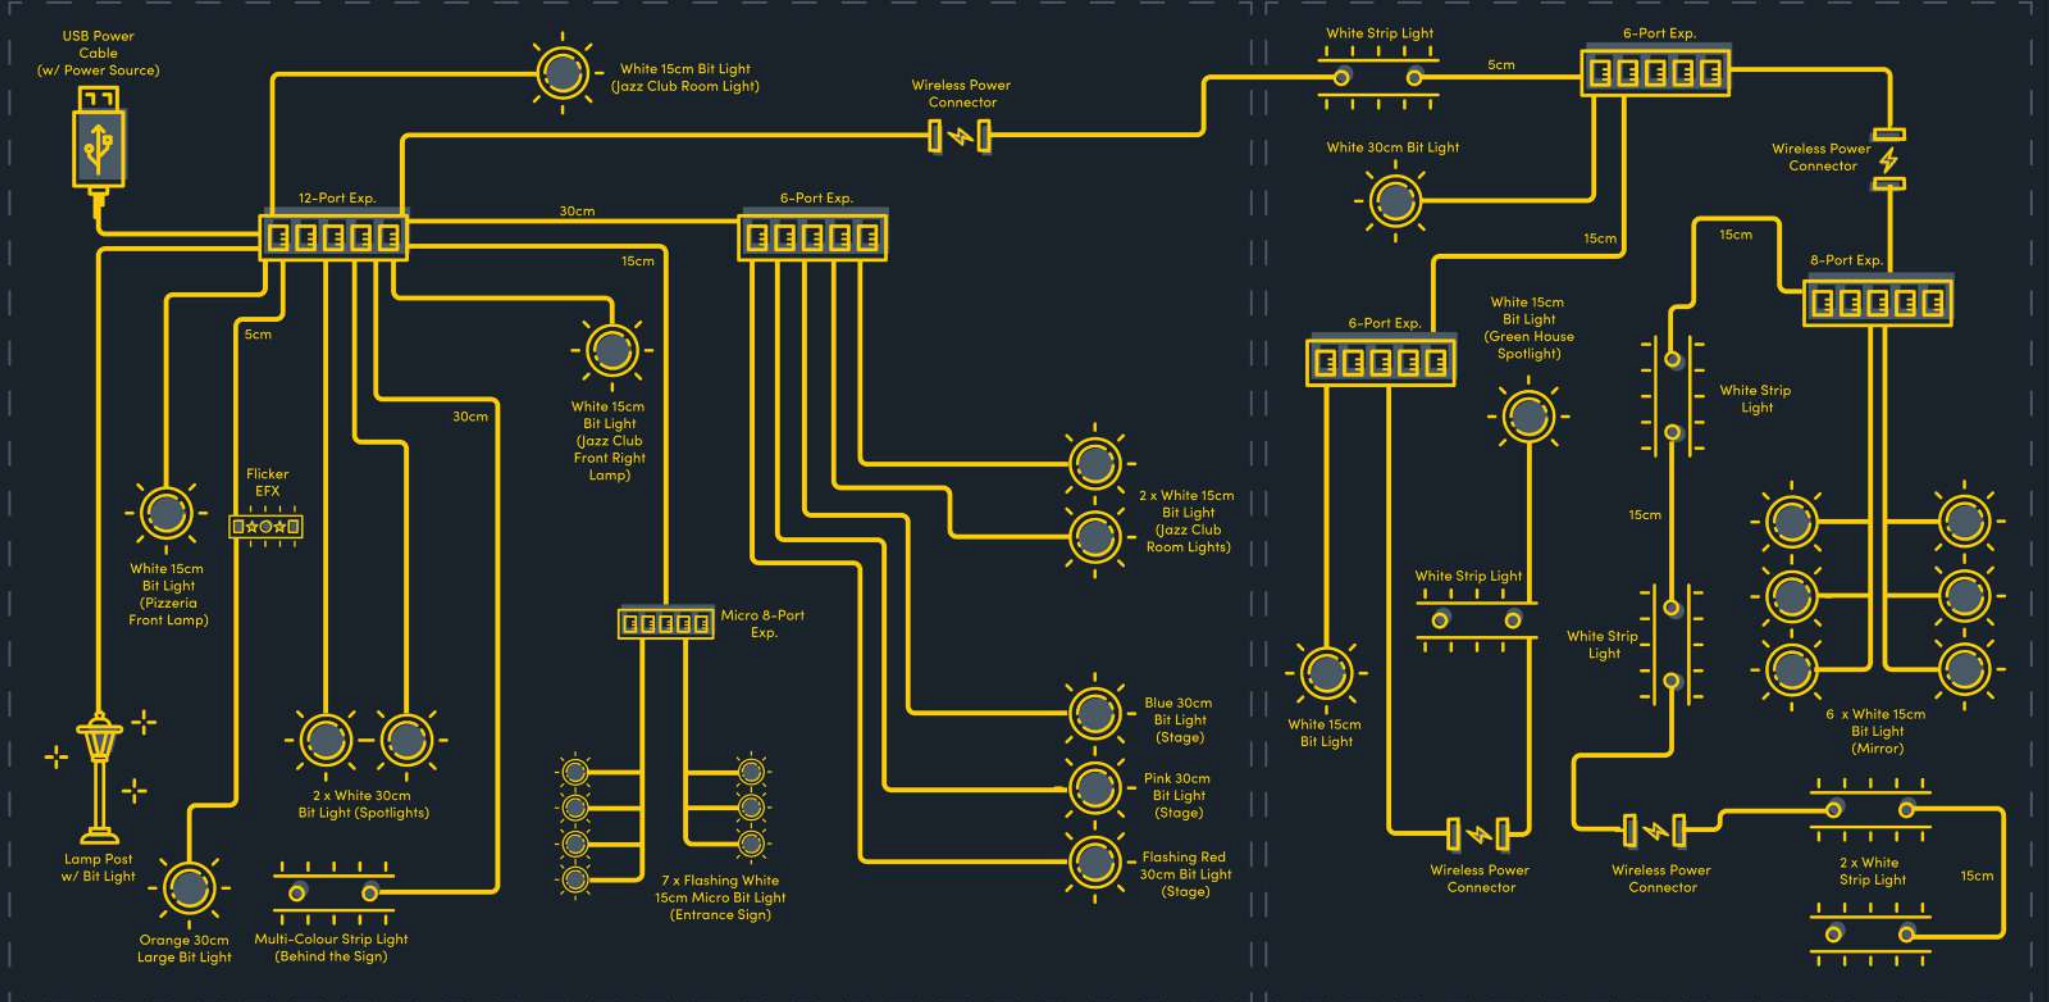 USB Power
Cable
(w/ Power Source)
White 15cm Bit Light
(Jazz Club Room Light)
Wireless Power
Connector
12-Port Exp.
30cm
6-Port Exp.
15cm
5cm
White 15cm
Bit Light
(Jazz Club
Front Right
Lamp)
30cm
Flicker
EFX
White 15cm
Bit Light
(Pizzeria
Front Lamp)
2 x White 15cm
Bit Light
(Jazz Club
Room Lights)
Micro 8-Port
Exp.
Blue 30cm
Bit Light
(Stage)
Pink 30cm
Bit Light
(Stage)
Flashing Red
30cm Bit Light
(Stage)
2 x White 30cm
Bit Light (Spotlights)
Lamp Post
w/ Bit Light
7 x Flashing White
15cm Micro Bit Light
(Entrance Sign)
Orange 30cm
Large Bit Light
Multi-Colour Strip Light
(Behind the Sign)
White Strip Light
5cm
6-Port Exp.
White 30cm Bit Light
Wireless Power
Connector
15cm
15cm
8-Port Exp.
6-Port Exp.
White 15cm
Bit Light
(Green House
Spotlight)
White Strip
Light
15cm
White Strip Light
White Strip
Light
White 15cm
Bit Light
6 x White 15cm
Bit Light
(Mirror)
Wireless Power
Connector
Wireless Power
Connector
2 x White
Strip Light
15cm